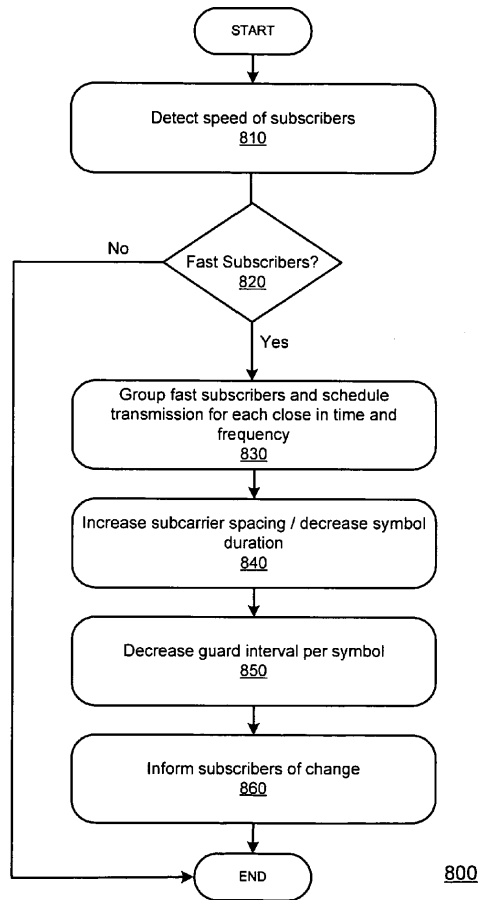 START
Detect speed of subscribers
810
No
Fast Subscribers?
820
Yes
Group fast subscribers and schedule
transmission for each close in time and
frequency
830
Increase subcarrier spacing / decrease symbol
duration
840
Decrease guard interval per symbol
850
Inform subscribers of change
860
END
800